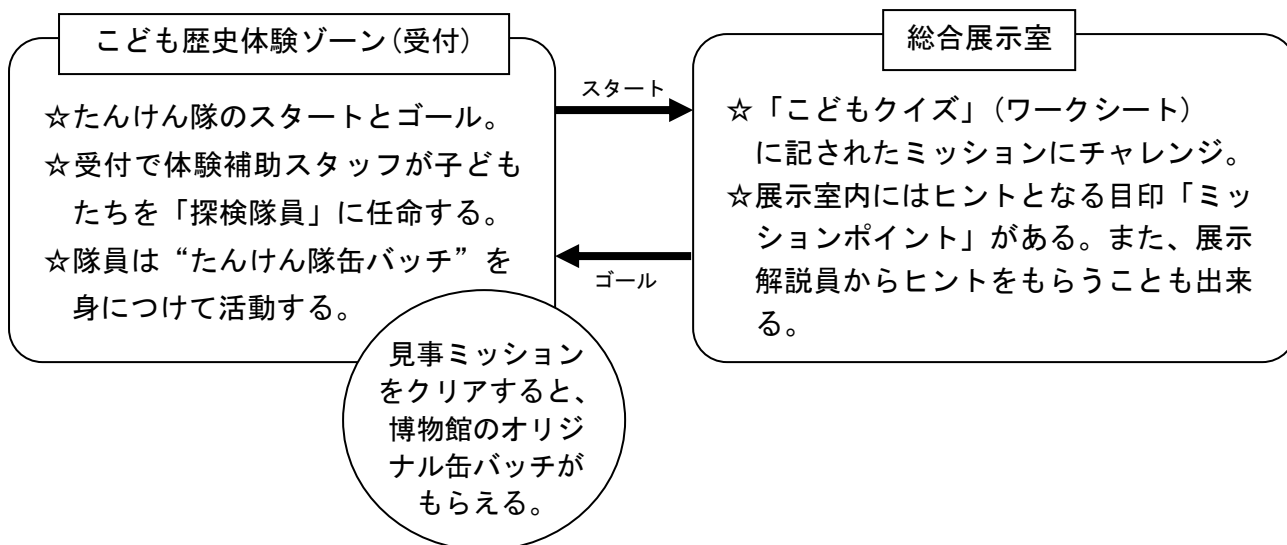 こども歴史体験ゾーン(受付)
☆たんけん隊のスタートとゴール。
☆受付で体験補助スタッフが子ども
たちを「探検隊員」に任命する。
☆隊員は“たんけん隊缶バッチ”を
身につけて活動する。
見事ミッション
をクリアすると、
博物館のオリジ
ナル缶バッチが
もらえる。
スタート
ゴール
総合展示室
☆「こどもクイズ」(ワークシート)
に記されたミッションにチャレンジ。
☆展示室内にはヒントとなる目印「ミッ
ションポイント」がある。また、展示
解説員からヒントをもらうことも出来
る。